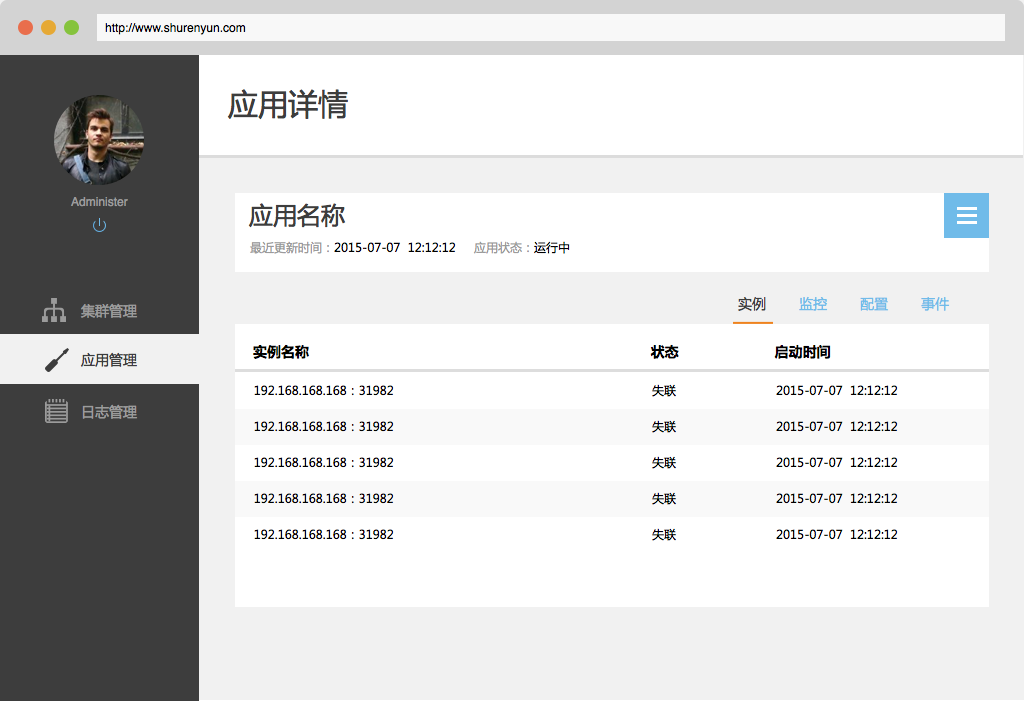 http://www.shurenyun.com
Administer
集群管理
应用管理
日志管理
应用详情
应用名称
最近更新时间：2015-07-07 12:12:12 应用状态：运行中
实例 监控 配置 事件
实例名称 状态 启动时间
192.168.168.168：31982 失联 2015-07-07 12:12:12
192.168.168.168：31982 失联 2015-07-07 12:12:12
192.168.168.168：31982 失联 2015-07-07 12:12:12
192.168.168.168：31982 失联 2015-07-07 12:12:12
192.168.168.168：31982 失联 2015-07-07 12:12:12